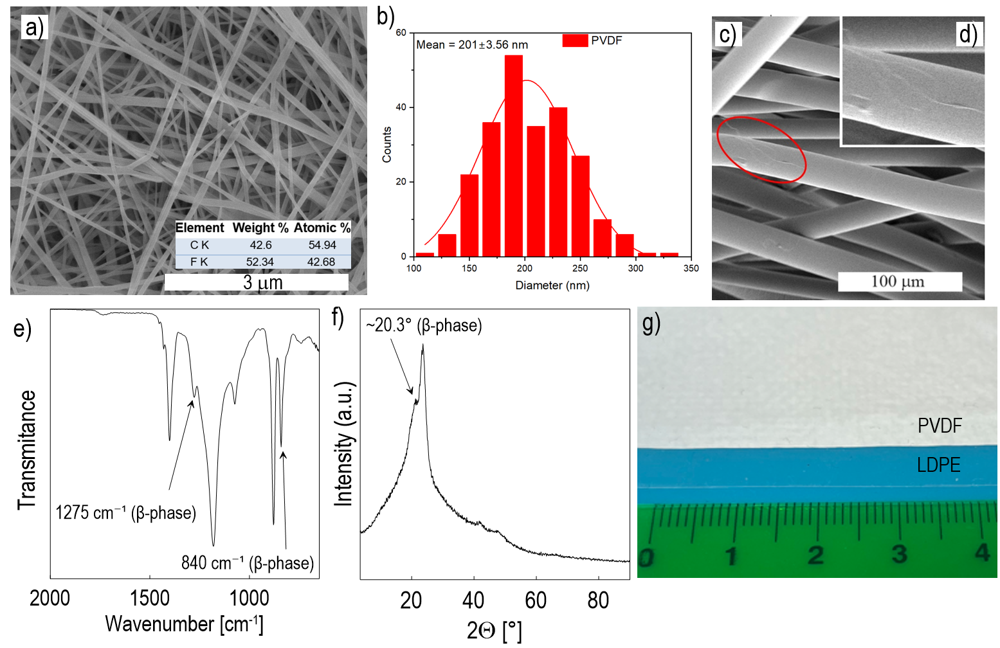 a)
Element Weight % Atomic %
C K 42.6 54.94
F K 52.34 42.68
3 μm
b)
Mean = 201±3.56 nm
PVDF
60
40
20
0
Counts
100 150 200 250 300 350
Diameter (nm)
c)
d)
100 μm
e)
Transmitance
1275 cm⁻¹ (β-phase)
840 cm⁻¹ (β-phase)
2000 1500 1000
Wavenumber [cm⁻¹]
f)
~20.3° (β-phase)
Intensity (a.u.)
20 40 60 80
2Θ [°]
g)
PVDF
LDPE
0 1 2 3 4